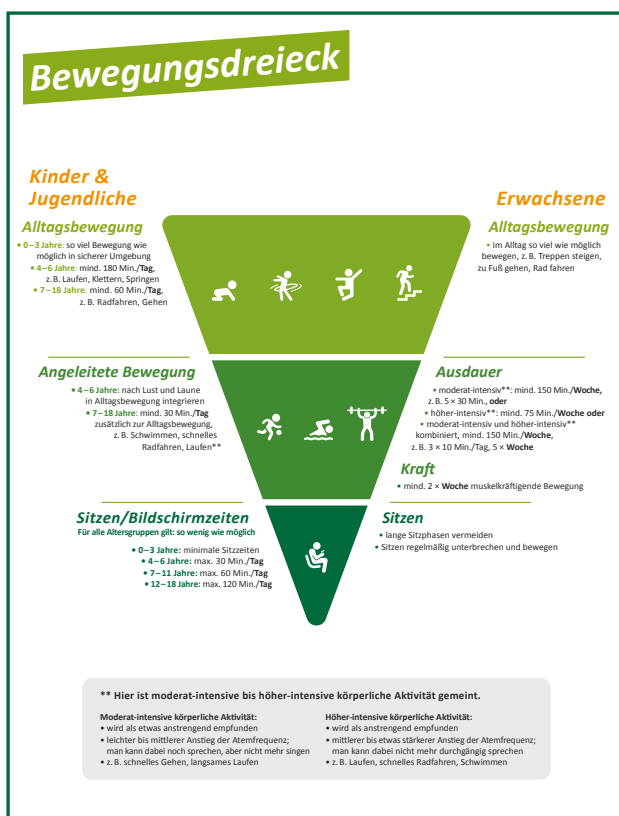 Bewegungsdreieck
Kinder &
Jugendliche
Alltagsbewegung
• 0–3 Jahre: so viel Bewegung wie
möglich in sicherer Umgebung
• 4–6 Jahre: mind. 180 Min./Tag,
z. B. Laufen, Klettern, Springen
• 7–18 Jahre: mind. 60 Min./Tag,
z. B. Radfahren, Gehen
Angeleitete Bewegung
• 4–6 Jahre: nach Lust und Laune
in Alltagsbewegung integrieren
• 7–18 Jahre: mind. 30 Min./Tag
zusätzlich zur Alltagsbewegung,
z. B. Schwimmen, schnelles
Radfahren, Laufen**
Sitzen/Bildschirmzeiten
Für alle Altersgruppen gilt: so wenig wie möglich
• 0–3 Jahre: minimale Sitzzeiten
• 4–6 Jahre: max. 30 Min./Tag
• 7–11 Jahre: max. 60 Min./Tag
• 12–18 Jahre: max. 120 Min./Tag
Erwachsene
Alltagsbewegung
• im Alltag so viel wie möglich
bewegen, z. B. Treppen steigen,
zu Fuß gehen, Rad fahren
Ausdauer
• moderat-intensiv**: mind. 150 Min./Woche,
z. B. 5 × 30 Min., oder
• höher-intensiv**: mind. 75 Min./Woche oder
• moderat-intensiv und höher-intensiv**
kombiniert, mind. 150 Min./Woche,
z. B. 3 × 10 Min./Tag, 5 × Woche
Kraft
• mind. 2 × Woche muskelkräftigende Bewegung
Sitzen
• lange Sitzphasen vermeiden
• Sitzen regelmäßig unterbrechen und bewegen
** Hier ist moderat-intensive bis höher-intensive körperliche Aktivität gemeint.
Moderat-intensive körperliche Aktivität:
• wird als etwas anstrengend empfunden
• leichter bis mittlerer Anstieg der Atemfrequenz;
man kann dabei noch sprechen, aber nicht mehr singen
• z. B. schnelles Gehen, langsames Laufen
Höher-intensive körperliche Aktivität:
• wird als anstrengend empfunden
• mittlerer bis etwas stärkerer Anstieg der Atemfrequenz;
man kann dabei nicht mehr durchgängig sprechen
• z. B. Laufen, schnelles Radfahren, Schwimmen